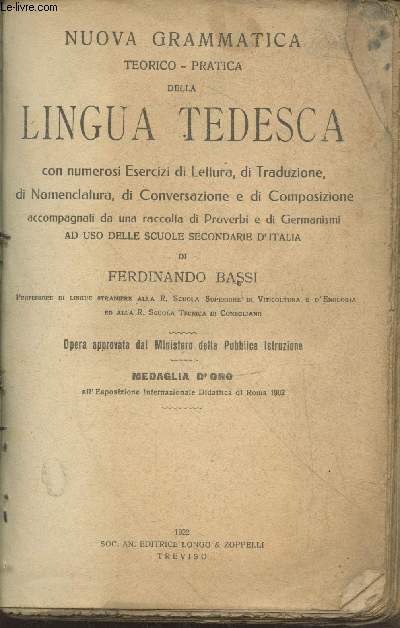 Le-livre.com
NUOVA GRAMMATICA
TEORICO - PRATICA
DELLA
LINGUA TEDESCA
con numerosi Esercizi di Lettura, di Traduzione,
di Nomenclatura, di Conversazione e di Composizione
accompagnati da una raccolta di Proverbi e di Germanismi
AD USO DELLE SCUOLE SECONDARIE D'ITALIA
DI
FERDINANDO BASSI
PROFESSORE DI LINGUE STRANIERE ALLA R. SCUOLA SUPERIORE DI VITICOLTURA E D'ENOLOGIA
ED ALLA R. SCUOLA TECNICA DI CONEGLIANO
Opera approvata dal Ministero della Pubblica Istruzione
MEDAGLIA D'ORO
all'Esposizione Internazionale Didattica di Roma 1902
1922
SOC. AN. EDITRICE LONGO & ZOPPELLI
TREVISO